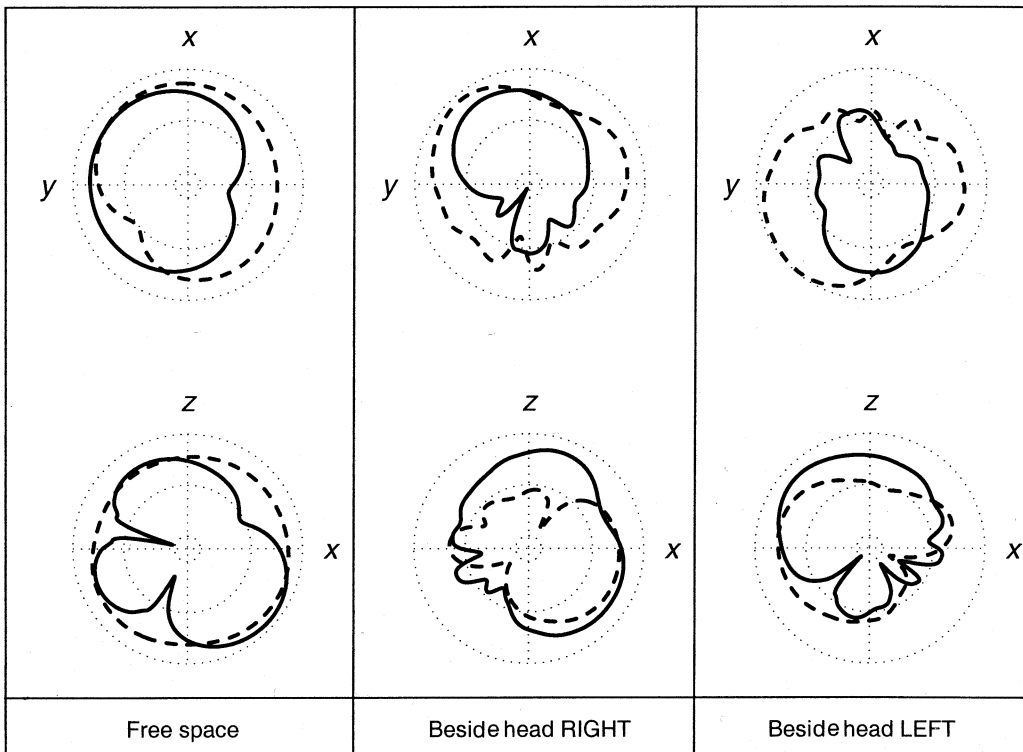 x x x
y y y
z z z
x x x
Free space Beside head RIGHT Beside head LEFT